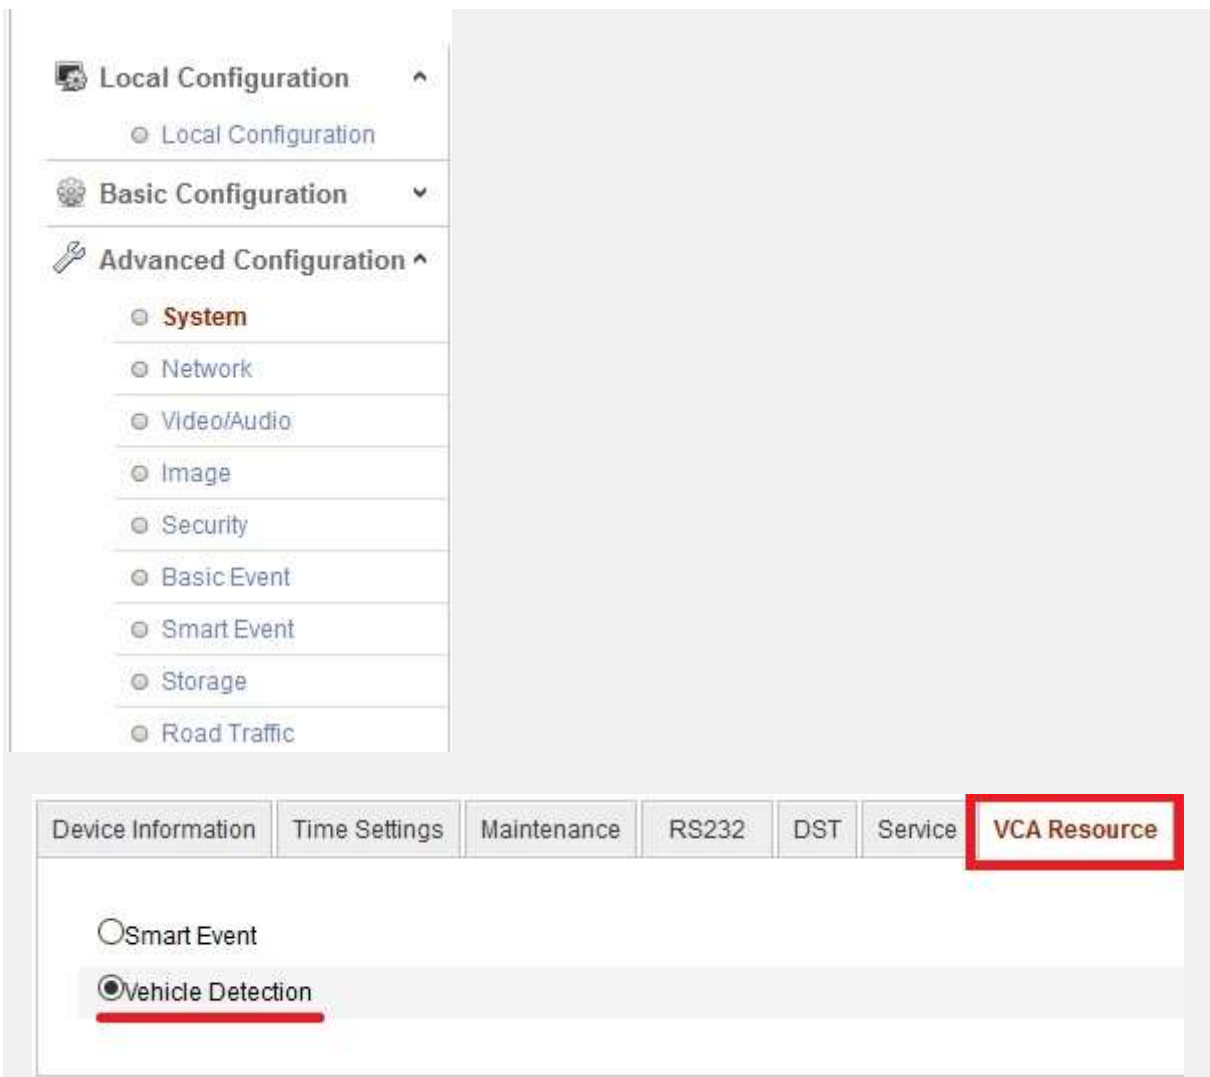 Local Configuration
Local Configuration
Basic Configuration
Advanced Configuration
System
Network
Video/Audio
Image
Security
Basic Event
Smart Event
Storage
Road Traffic
Device Information Time Settings Maintenance RS232 DST Service VCA Resource
Smart Event
Vehicle Detection